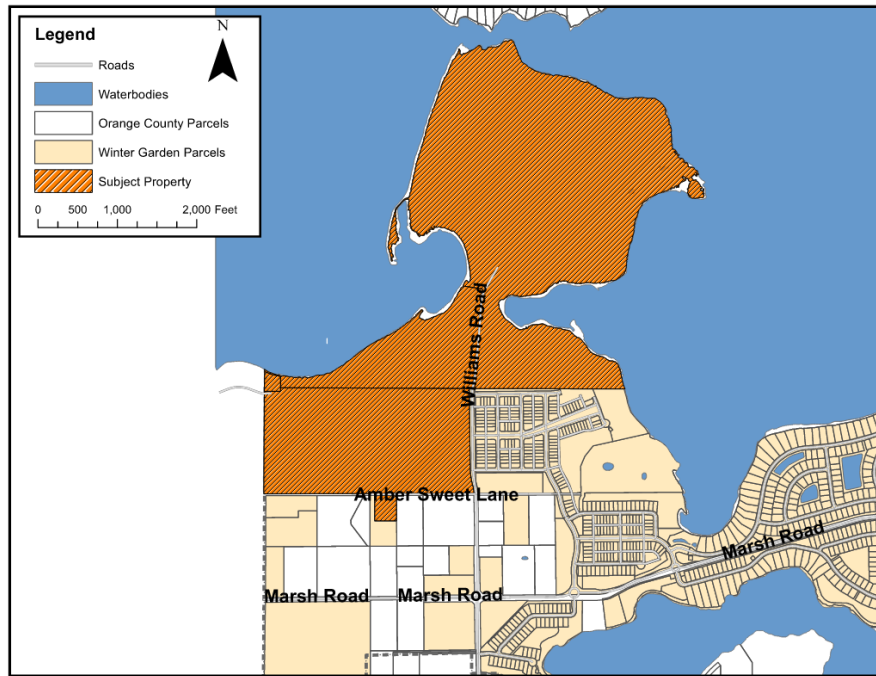 Legend
N
Roads
Waterbodies
Orange County Parcels
Winter Garden Parcels
Subject Property
0 500 1,000 2,000 Feet
Williams Road
Amber Sweet Lane
Marsh Road
Marsh Road Marsh Road